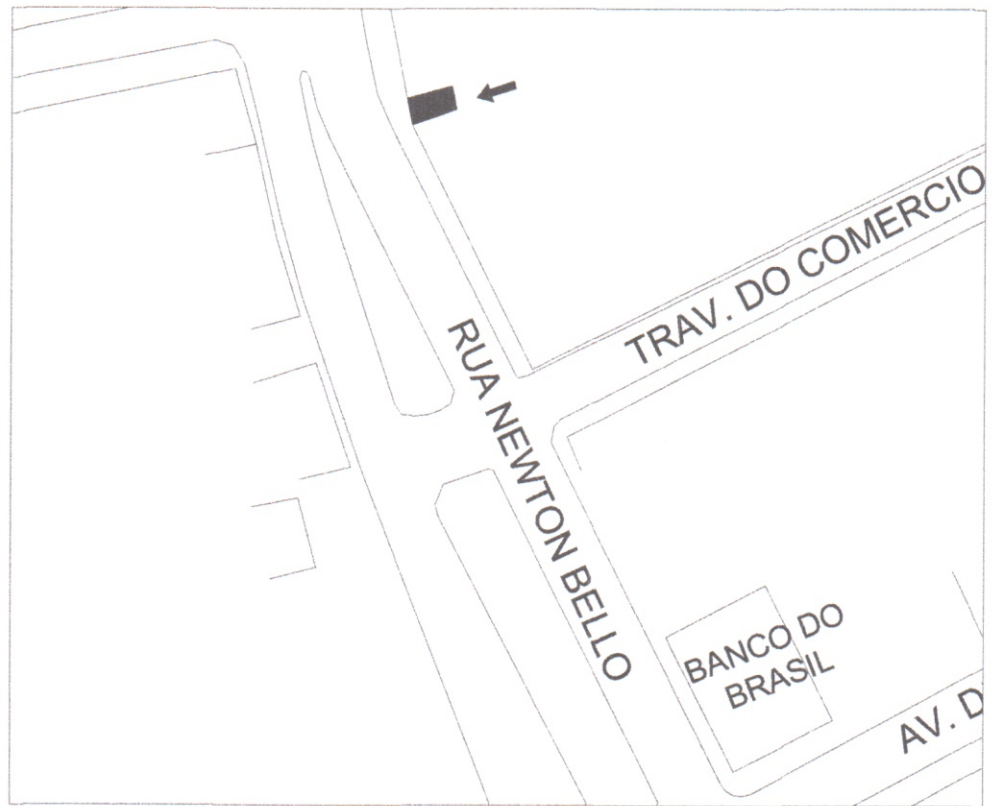 TRAV. DO COMERCIO
RUA NEWTON BELLO
BANCO DO
BRASIL
AV. D